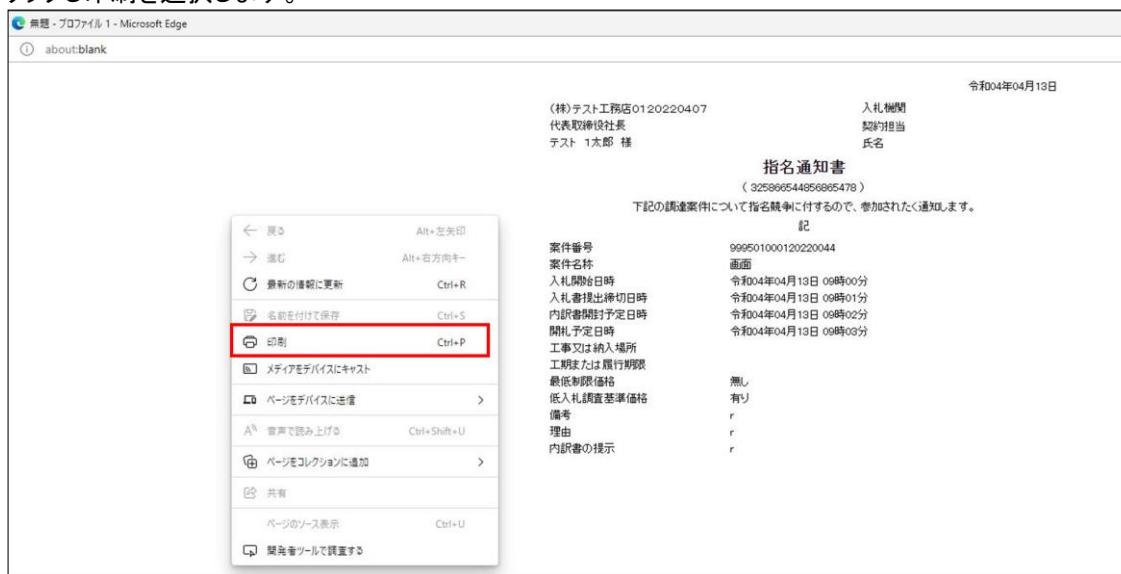 無題 - プロファイル 1 - Microsoft Edge
about:blank
令和04年04月13日
(株)テスト工務店0120220407 入札機関
代表取締役社長 契約担当
テスト 1太郎 様 氏名
指名通知書
( 325866544856865478 )
下記の調達案件について指名競争に付するので、参加されたく通知します。
記
案件番号 999501000120220044
案件名称 画面
入札開始日時 令和04年04月13日 09時00分
入札書提出締切日時 令和04年04月13日 09時01分
内訳書開封予定日時 令和04年04月13日 09時02分
開札予定日時 令和04年04月13日 09時03分
工事又は納入場所
工期または履行期限
最低制限価格 無し
低入札調査基準価格 有り
備考 r
理由 r
内訳書の提示 r
戻る Alt+左矢印
進む Alt+右方向キー
最新の情報に更新 Ctrl+R
名前を付けて保存 Ctrl+S
印刷 Ctrl+P
メディアをデバイスにキャスト
ページをデバイスに送信
音声で読み上げる Ctrl+Shift+U
ページをコレクションに追加
共有
ページのソース表示 Ctrl+U
開発者ツールで調査する